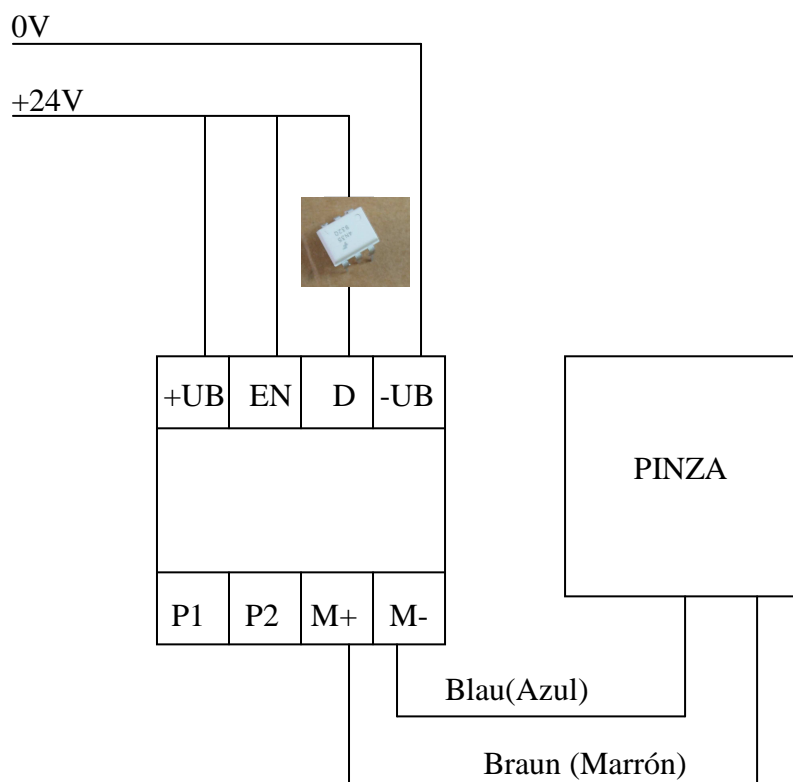 0V
+24V
+UB EN D -UB
PINZA
P1 P2 M+ M-
Blau(Azul)
Braun (Marrón)